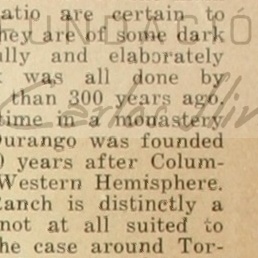 atio are certain to
hey are of some dark
ully and elaborately
was all done by
than 300 years ago.
time in a monastery
Durango was founded
0 years after Colum-
Western Hemisphere.
Ranch is distinctly a
not at all suited to
he case around Tor-